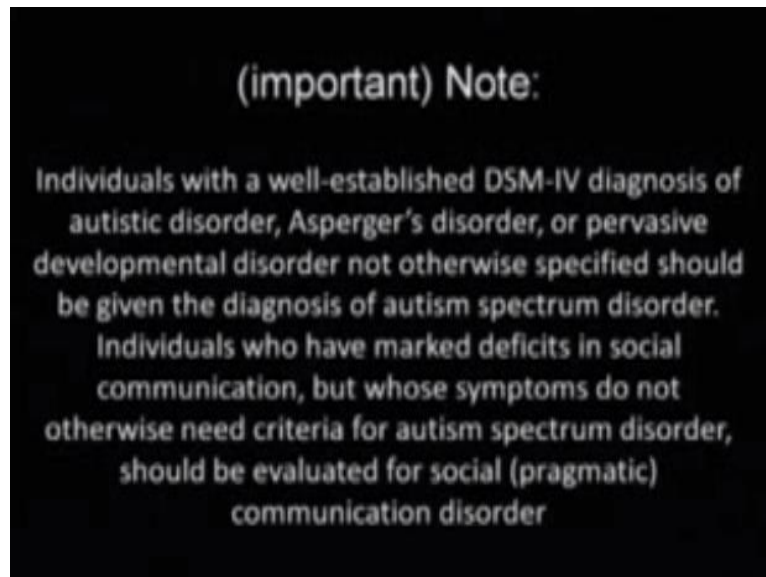 (important) Note:
Individuals with a well-established DSM-IV diagnosis of
autistic disorder, Asperger's disorder, or pervasive
developmental disorder not otherwise specified should
be given the diagnosis of autism spectrum disorder.
Individuals who have marked deficits in social
communication, but whose symptoms do not
otherwise need criteria for autism spectrum disorder,
should be evaluated for social (pragmatic)
communication disorder